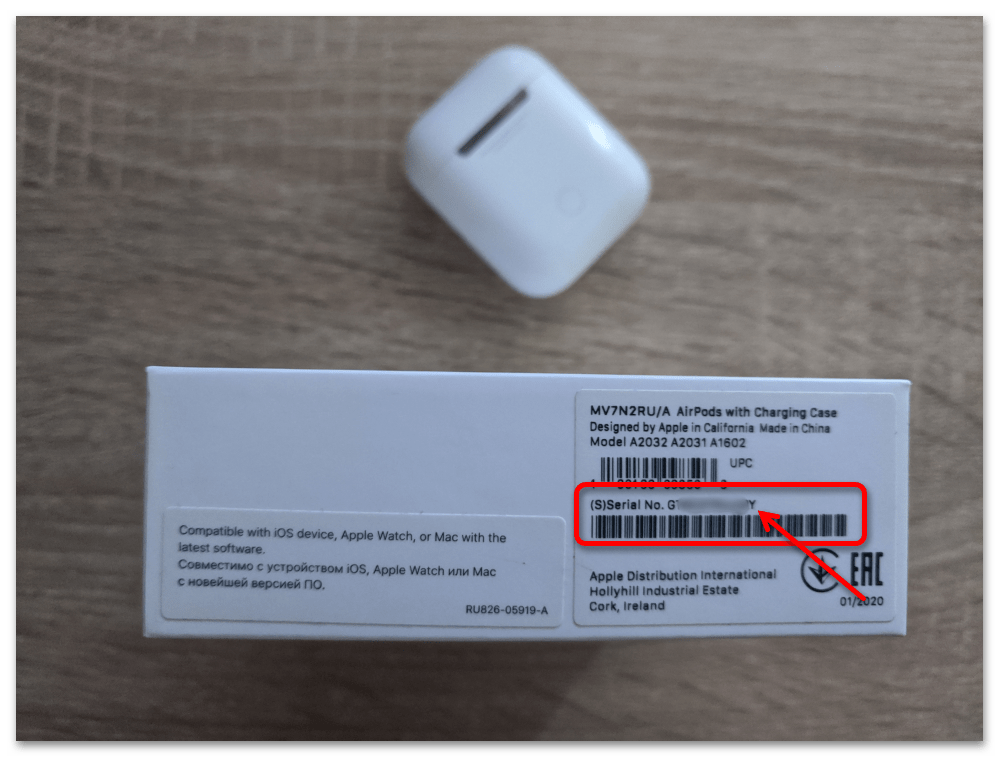 MV7N2RU/A AirPods with Charging Case
Designed by Apple in California Made in China
Model A2032 A2031 A1602
UPC
(S)Serial No.
Compatible with iOS device, Apple Watch, or Mac with the
latest software.
Совместимо с устройством iOS, Apple Watch или Mac
с новейшей версией ПО.
RU826-05919-A
Apple Distribution International
Hollyhill Industrial Estate
Cork, Ireland
EAC
01/2020